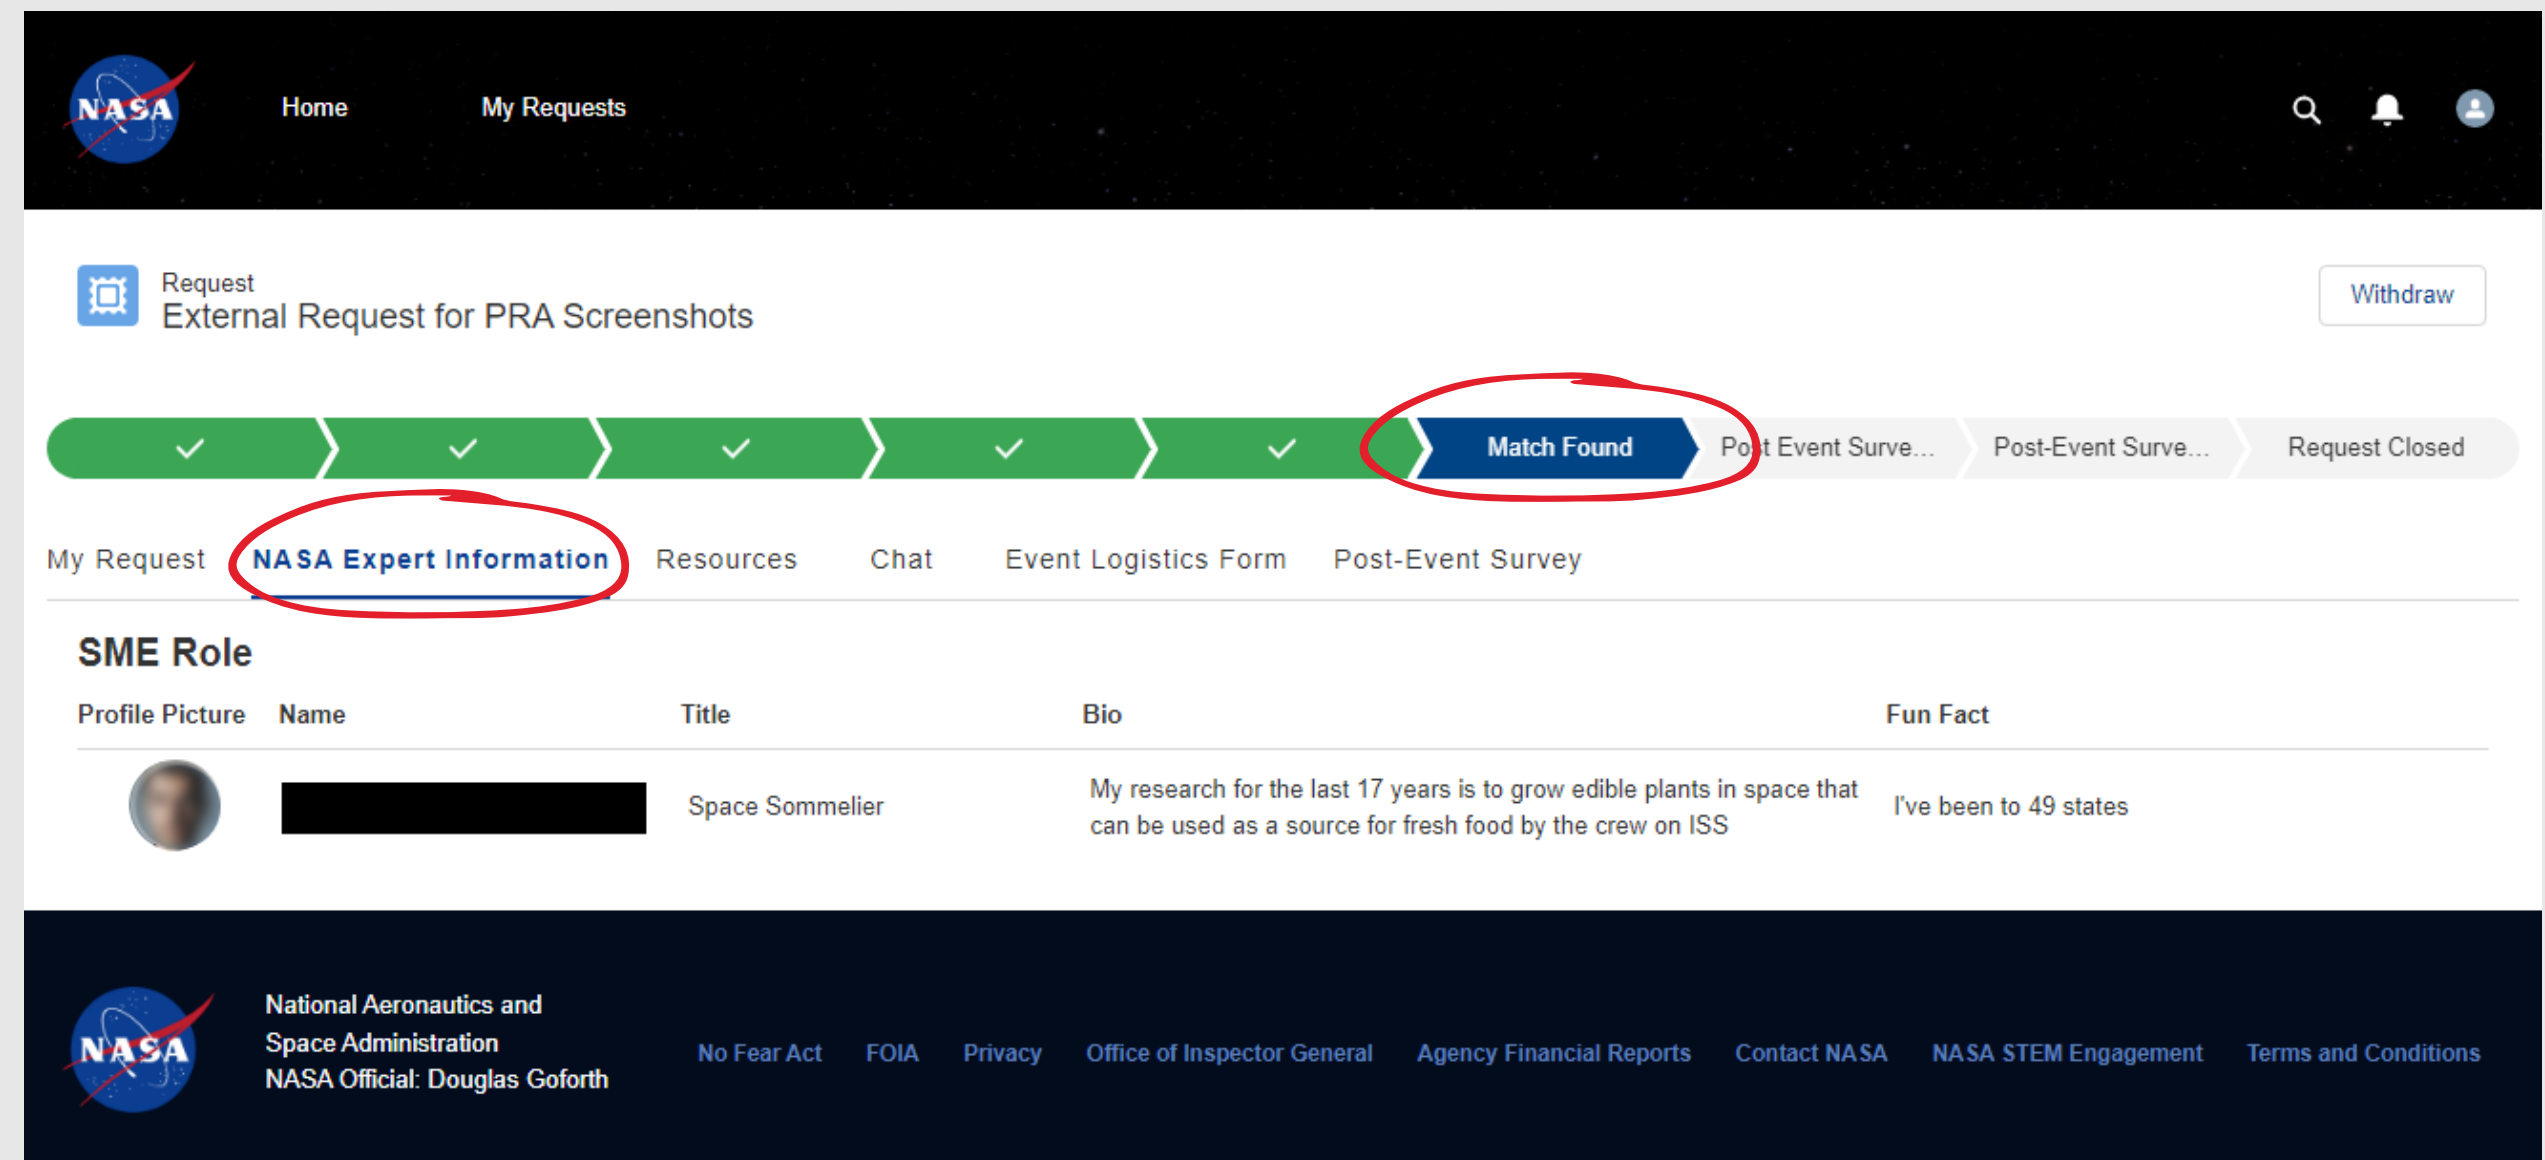 NASA
Home
My Requests
Request
External Request for PRA Screenshots
Withdraw
Match Found
Post Event Surve...
Post-Event Surve...
Request Closed
My Request
NASA Expert Information
Resources
Chat
Event Logistics Form
Post-Event Survey
SME Role
Profile Picture
Name
Title
Bio
Fun Fact
Space Sommelier
My research for the last 17 years is to grow edible plants in space that
can be used as a source for fresh food by the crew on ISS
I've been to 49 states
NASA
National Aeronautics and
Space Administration
NASA Official: Douglas Goforth
No Fear Act
FOIA
Privacy
Office of Inspector General
Agency Financial Reports
Contact NASA
NASA STEM Engagement
Terms and Conditions